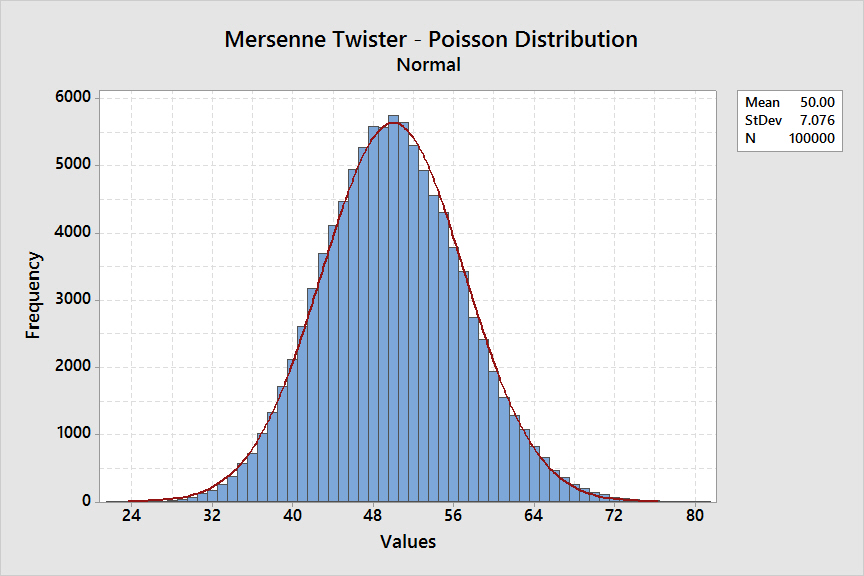 Mersenne Twister - Poisson Distribution
Normal
Mean 50.00
StDev 7.076
N 100000
Frequency
6000
5000
4000
3000
2000
1000
0
24 32 40 48 56 64 72 80
Values